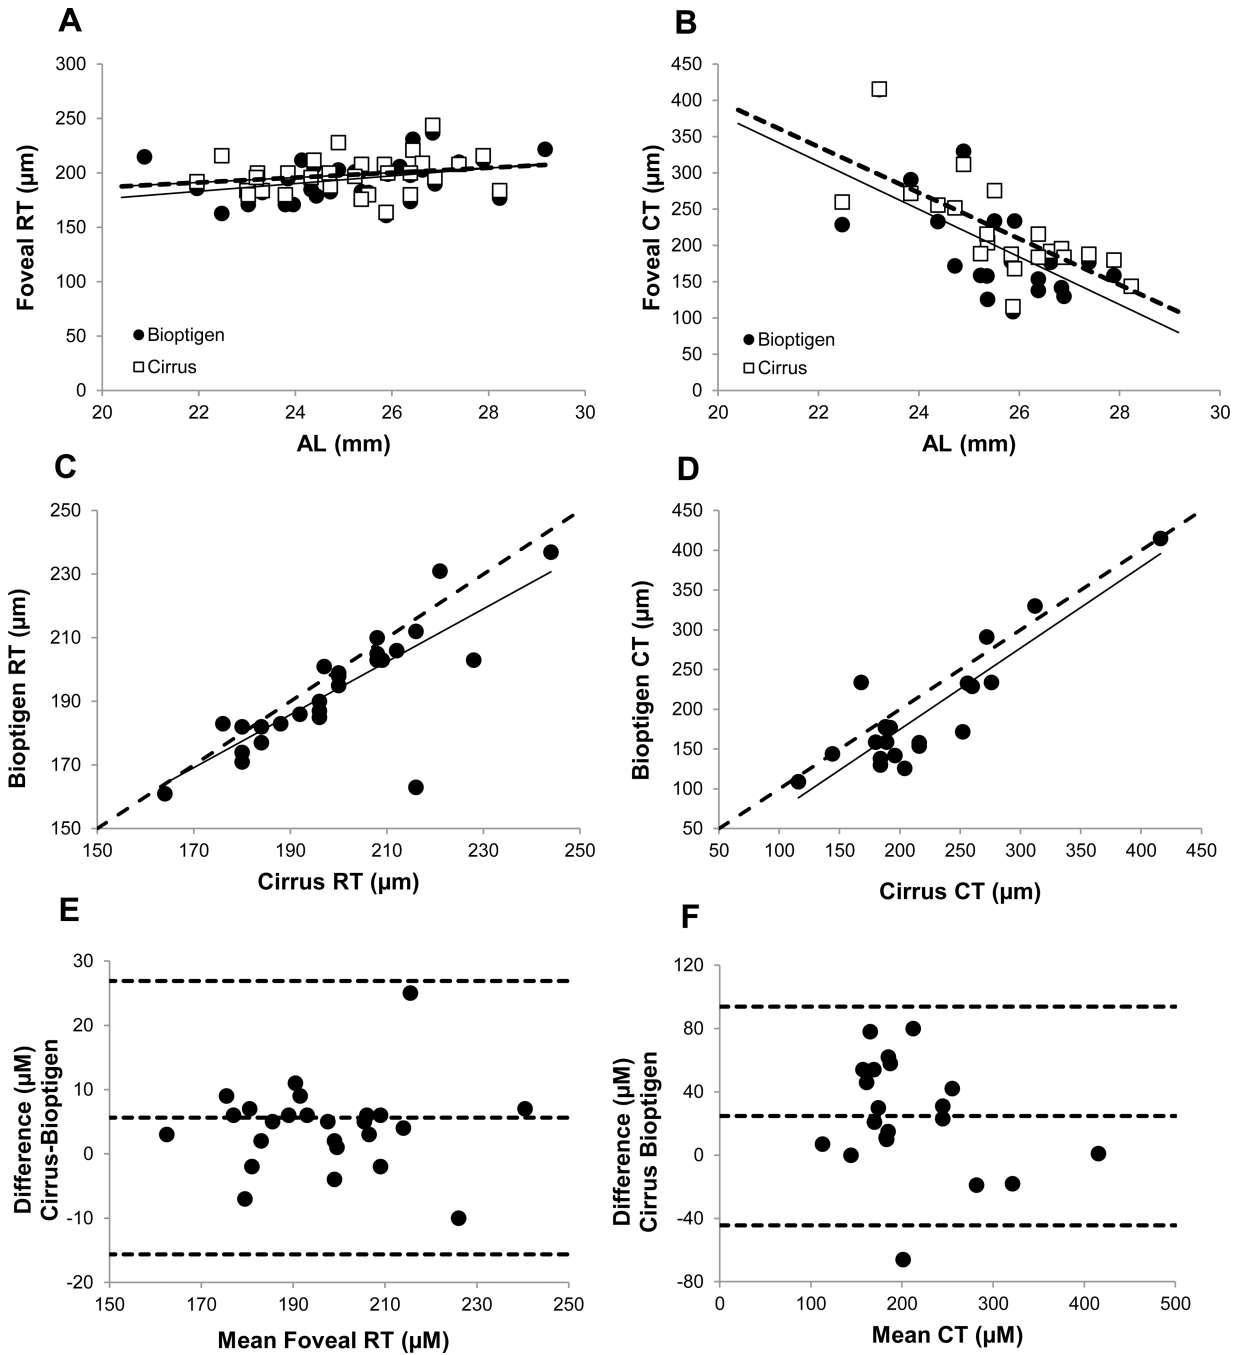 A
300
250
200
150
100
50
0
Foveal RT (µm)
Bioptigen
Cirrus
20 22 24 26 28 30
AL (mm)
B
450
400
350
300
250
200
150
100
50
0
Foveal CT (µm)
Bioptigen
Cirrus
20 22 24 26 28 30
AL (mm)
C
250
230
210
190
170
150
Bioptigen RT (µm)
150 170 190 210 230 250
Cirrus RT (µm)
D
450
400
350
300
250
200
150
100
50
Bioptigen CT (µm)
50 100 150 200 250 300 350 400 450
Cirrus CT (µm)
E
30
20
10
0
-10
-20
Difference (µM)
Cirrus-Bioptigen
150 170 190 210 230 250
Mean Foveal RT (µM)
F
120
80
40
0
-40
-80
Difference (µM)
Cirrus Bioptigen
0 100 200 300 400 500
Mean CT (µM)